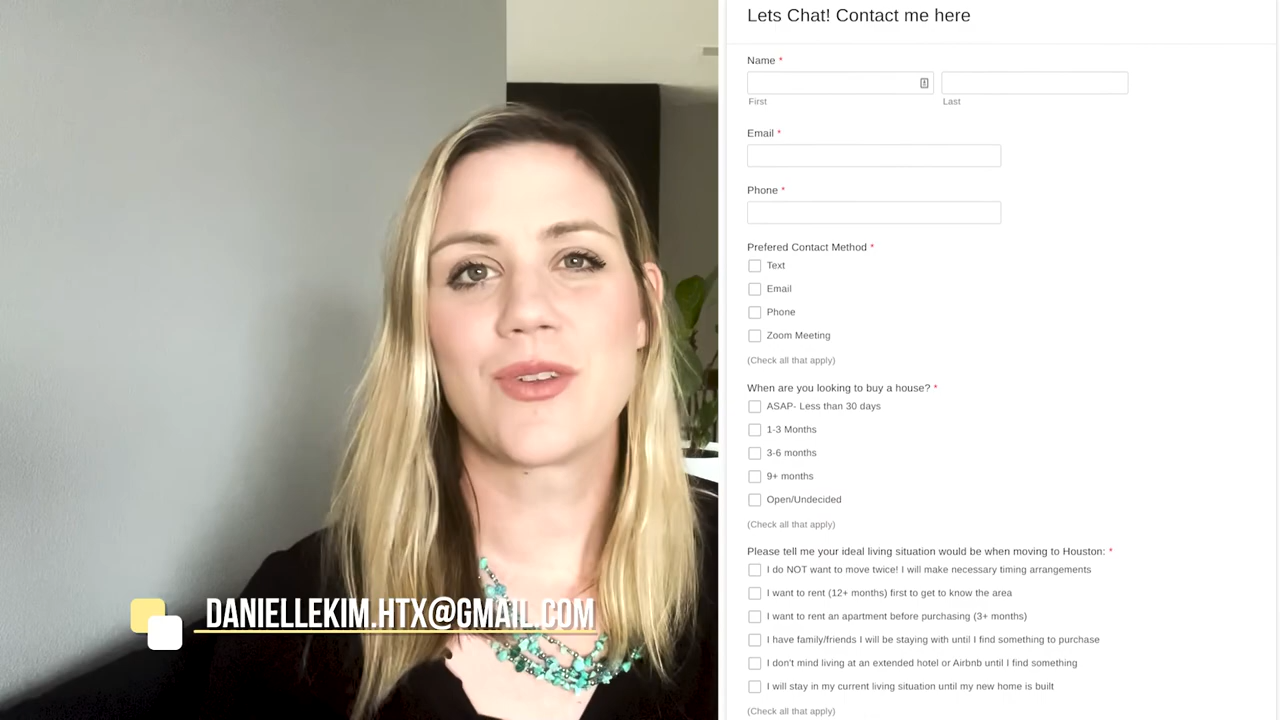 Lets Chat! Contact me here
Name *
First
Last
Email *
Phone *
Prefered Contact Method *
Text
Email
Phone
Zoom Meeting
(Check all that apply)
When are you looking to buy a house? *
ASAP- Less than 30 days
1-3 Months
3-6 months
9+ months
Open/Undecided
(Check all that apply)
Please tell me your ideal living situation would be when moving to Houston: *
I do NOT want to move twice! I will make necessary timing arrangements
I want to rent (12+ months) first to get to know the area
I want to rent an apartment before purchasing (3+ months)
I have family/friends I will be staying with until I find something to purchase
I don't mind living at an extended hotel or Airbnb until I find something
I will stay in my current living situation until my new home is built
(Check all that apply)
DANIELLEKIM.HTX@GMAIL.COM